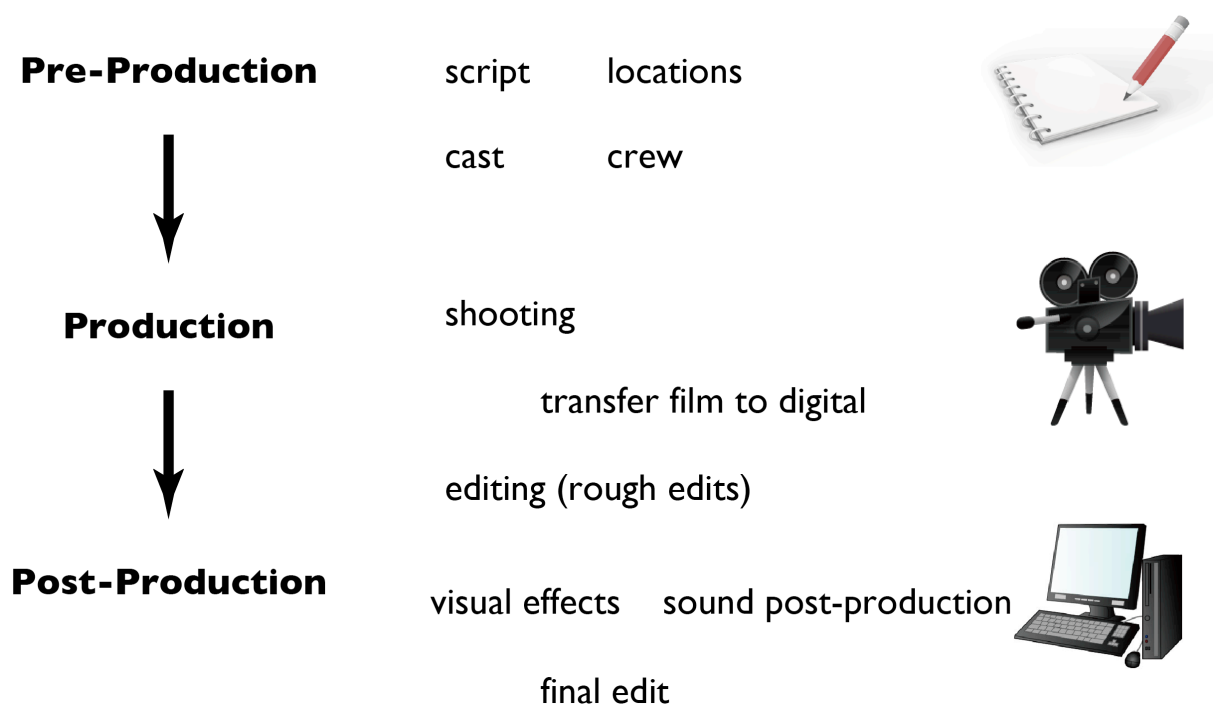 Pre-Production script locations
cast crew
Production shooting
transfer film to digital
editing (rough edits)
Post-Production
visual effects sound post-production
final edit